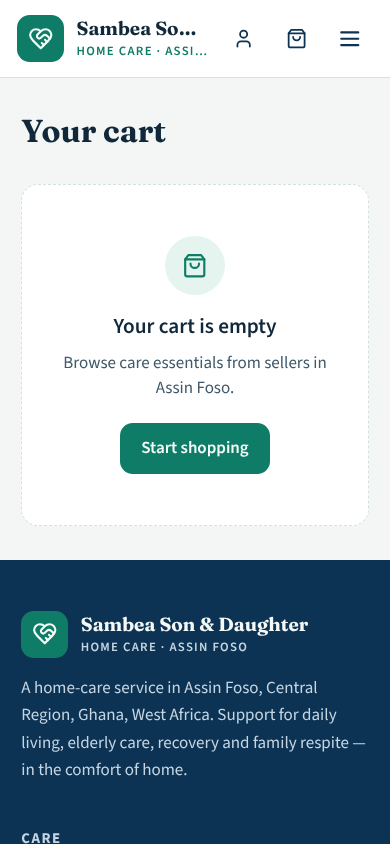 Sambea So...
HOME CARE · ASSI...
Your cart
Your cart is empty
Browse care essentials from sellers in
Assin Foso.
Start shopping
Sambea Son & Daughter
HOME CARE · ASSIN FOSO
A home-care service in Assin Foso, Central
Region, Ghana, West Africa. Support for daily
living, elderly care, recovery and family respite —
in the comfort of home.
CARE